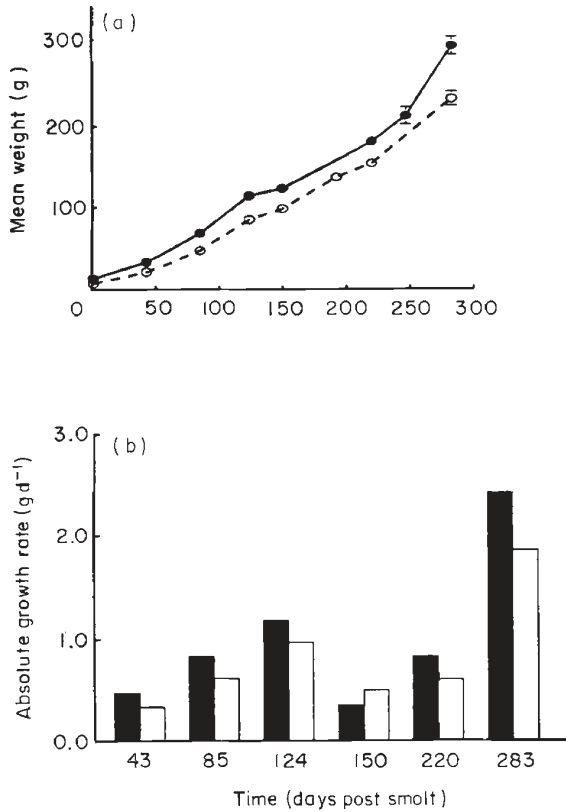 (a)
Mean weight (g)
300
200
100
0 50 100 150 200 250 300
(b)
Absolute growth rate (g d⁻¹)
3.0
2.0
1.0
0.0
43 85 124 150 220 283
Time (days post smolt)